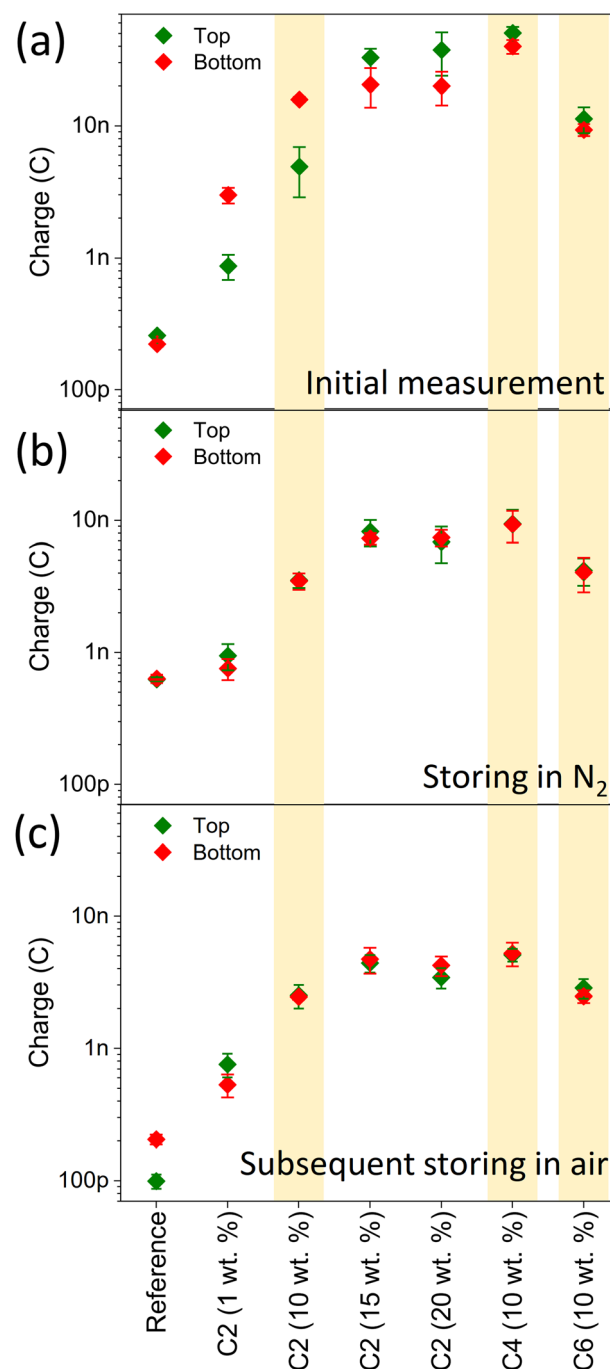 (a)
Top
Bottom
10n
1n
100p
Charge (C)
Initial measurement
(b)
Top
Bottom
10n
1n
100p
Charge (C)
Storing in N₂
(c)
Top
Bottom
10n
1n
100p
Charge (C)
Subsequent storing in air
Reference
C2 (1 wt. %)
C2 (10 wt. %)
C2 (15 wt. %)
C2 (20 wt. %)
C4 (10 wt. %)
C6 (10 wt. %)